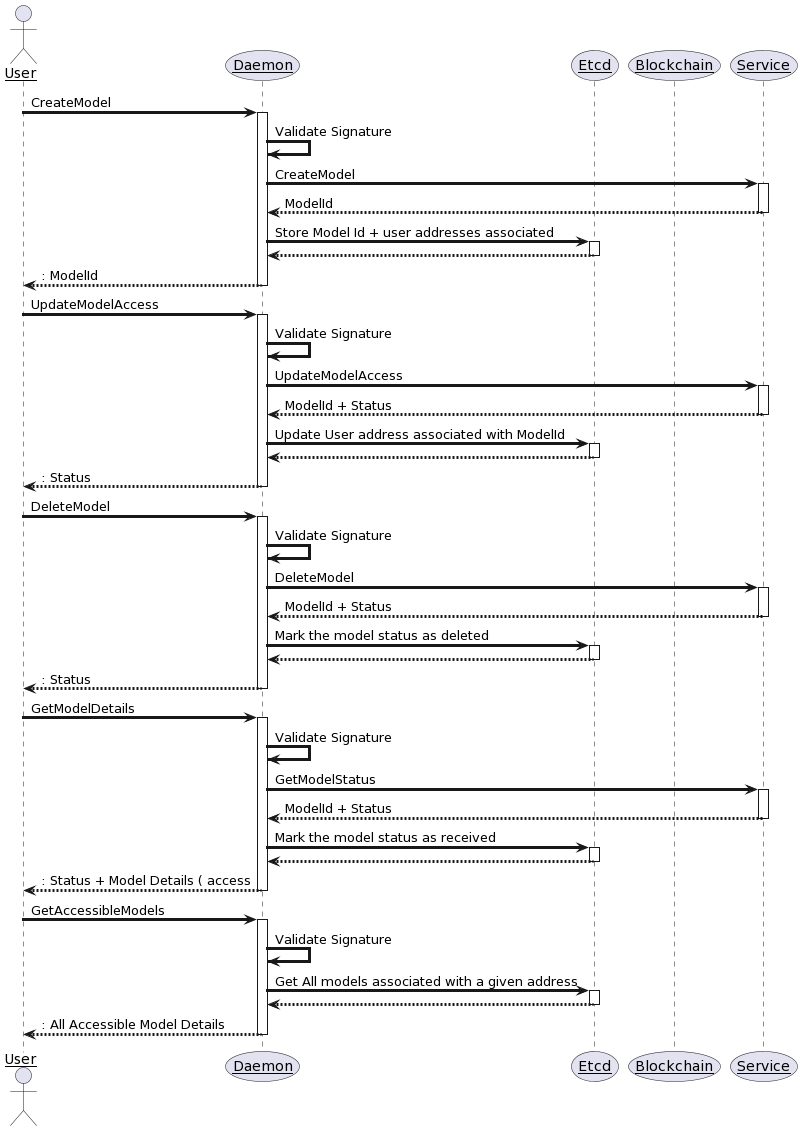 User
Daemon
Etcd
Blockchain
Service
CreateModel
Validate Signature
CreateModel
ModelId
Store Model Id + user addresses associated
: ModelId
UpdateModelAccess
Validate Signature
UpdateModelAccess
ModelId + Status
Update User address associated with ModelId
: Status
DeleteModel
Validate Signature
DeleteModel
ModelId + Status
Mark the model status as deleted
: Status
GetModelDetails
Validate Signature
GetModelStatus
ModelId + Status
Mark the model status as received
: Status + Model Details ( access
GetAccessibleModels
Validate Signature
Get All models associated with a given address
: All Accessible Model Details
User
Daemon
Etcd
Blockchain
Service